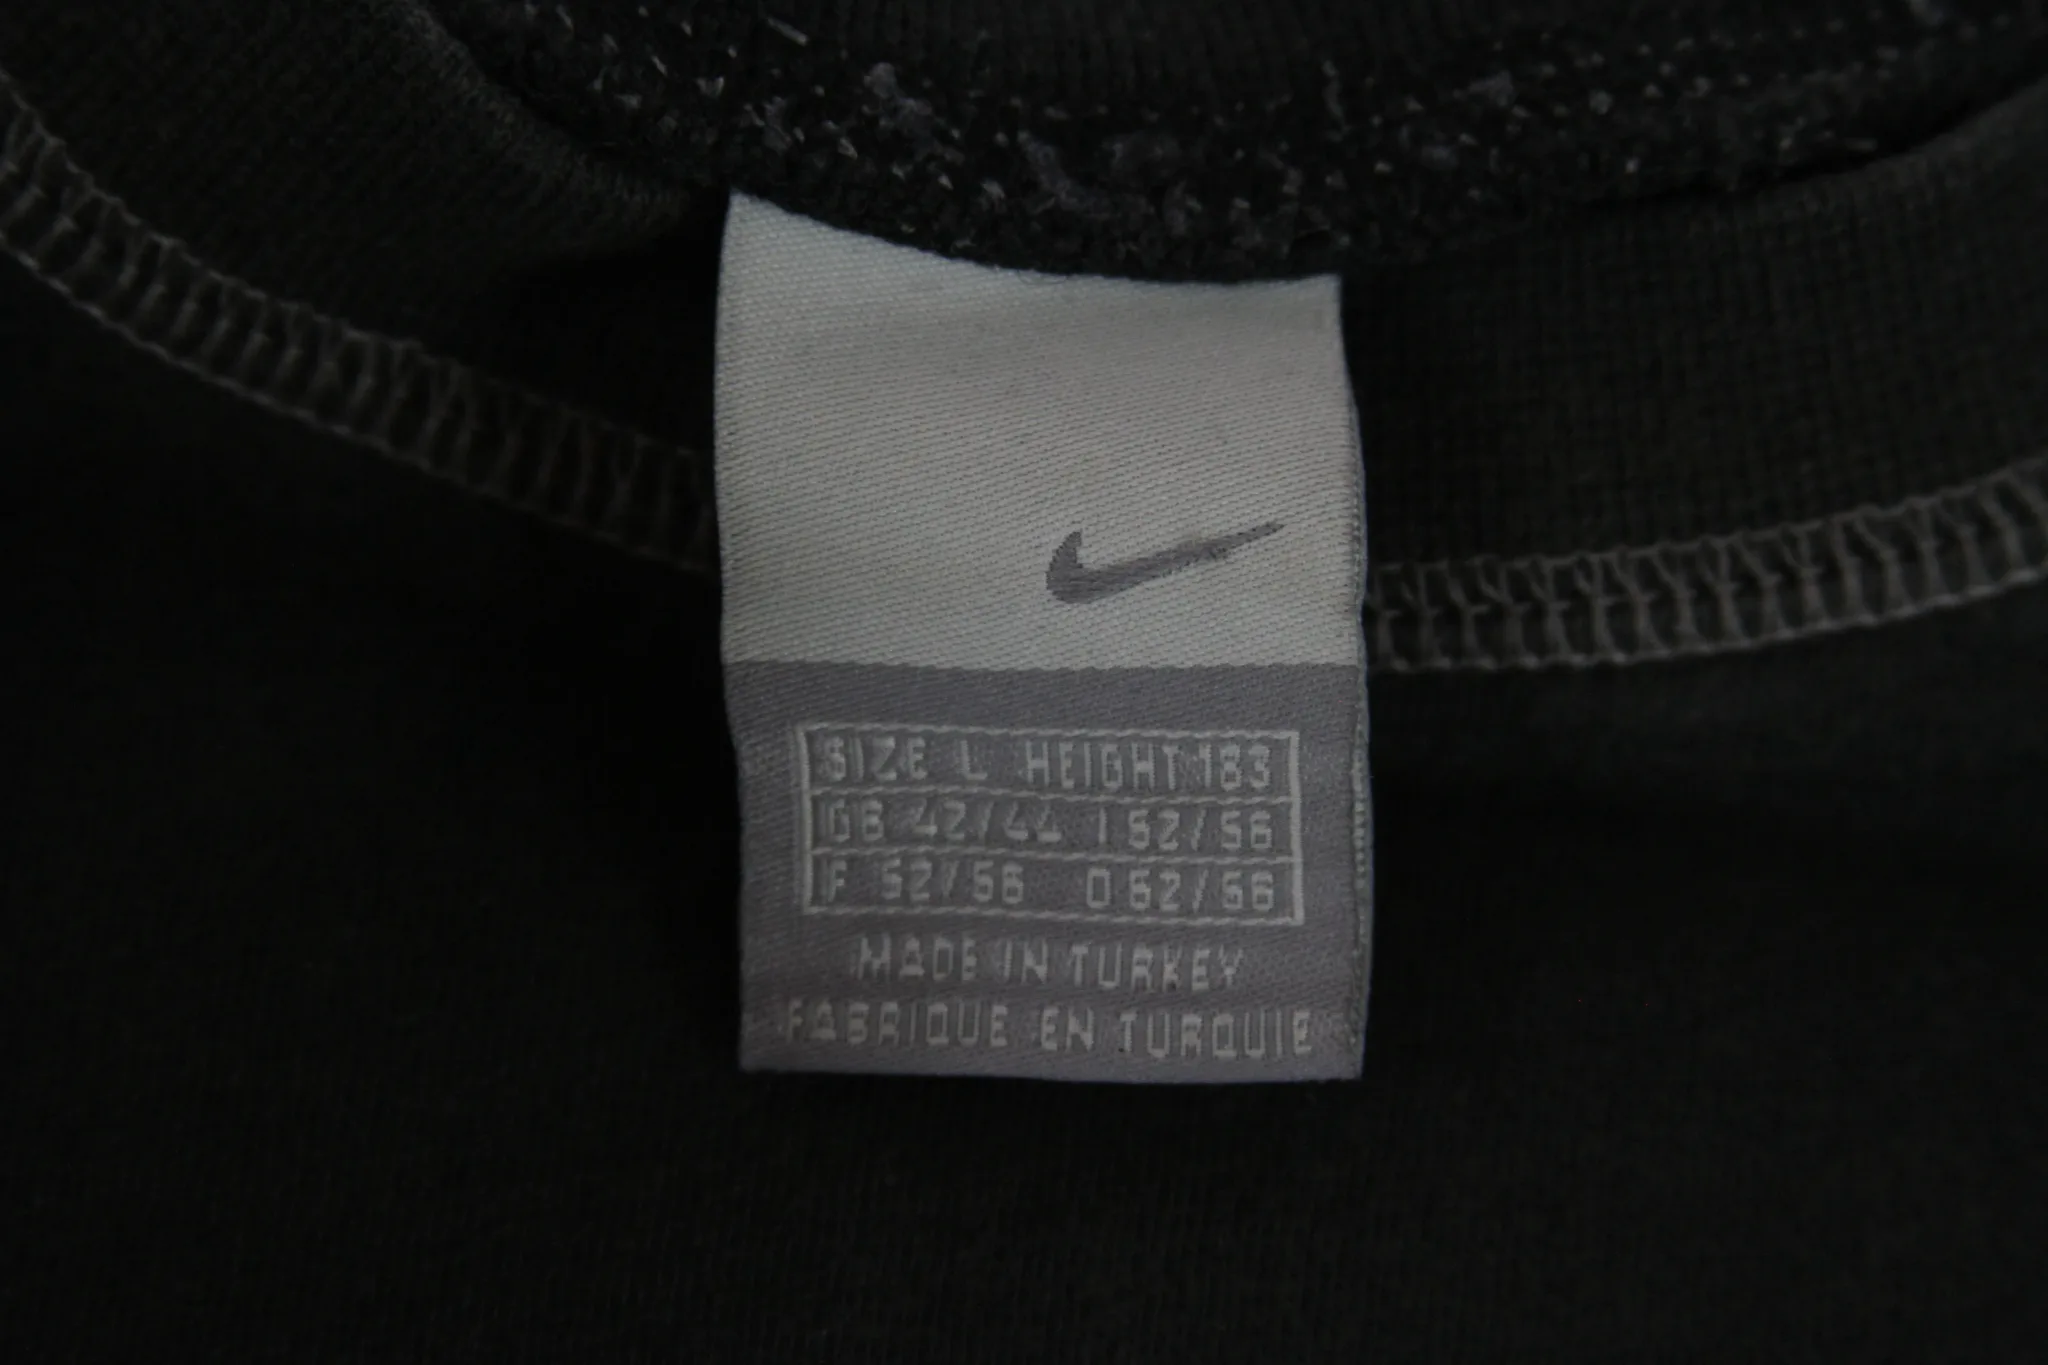 SIZE L HEIGHT 183
GB 42/44 I 52/56
F 52/56 D 52/56
MADE IN TURKEY
FABRIQUE EN TURQUIE